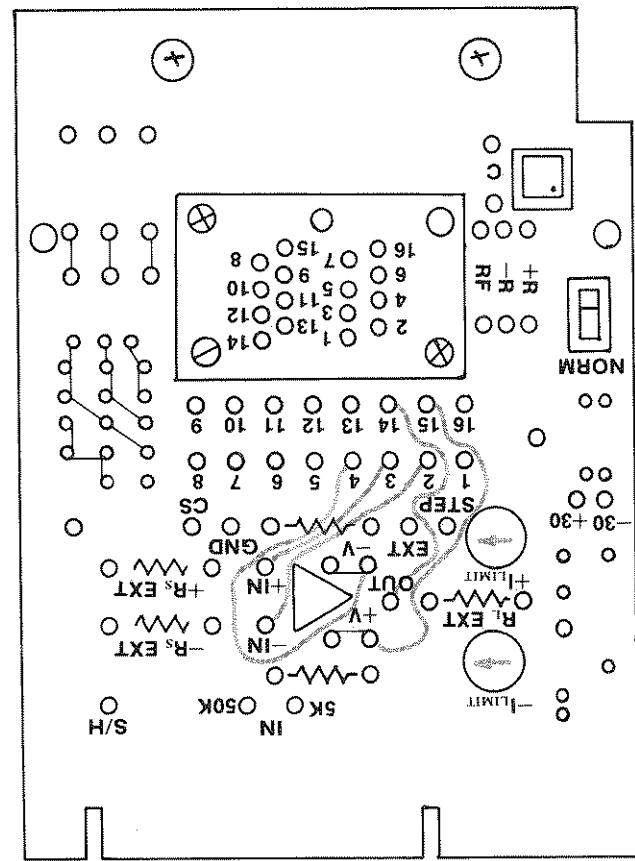 IN
5K 50K
S/H
−I LIMIT
−IN
−Rs EXT
RL EXT
+V
OUT
+I LIMIT
+IN
+Rs EXT
−V
EXT
GND
−30 +30
STEP
CS
1 2 3 4 5 6 7 8
16 15 14 13 12 11 10 9
NORM
1 14
2 13
3 12
4 11
5 10
6 9
7 8
16 15
+R
−R
RF
C